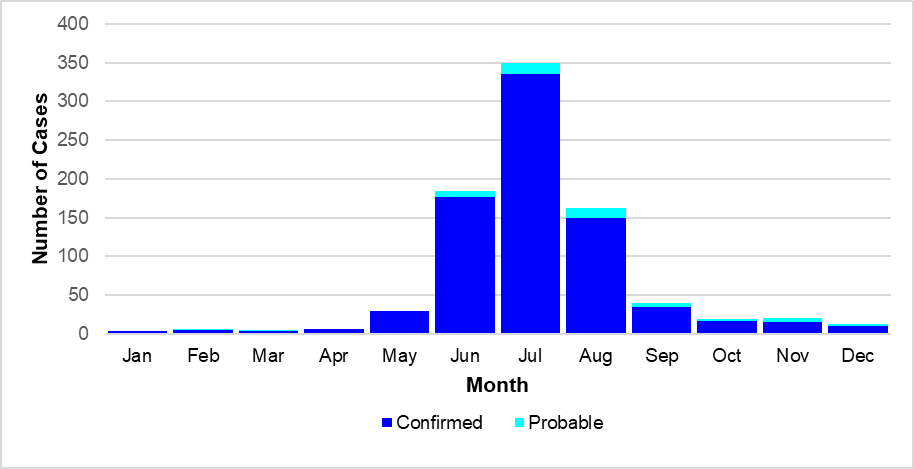 400
350
300
250
200
150
100
50
0
Number of Cases
Jan Feb Mar Apr May Jun Jul Aug Sep Oct Nov Dec
Month
Confirmed Probable